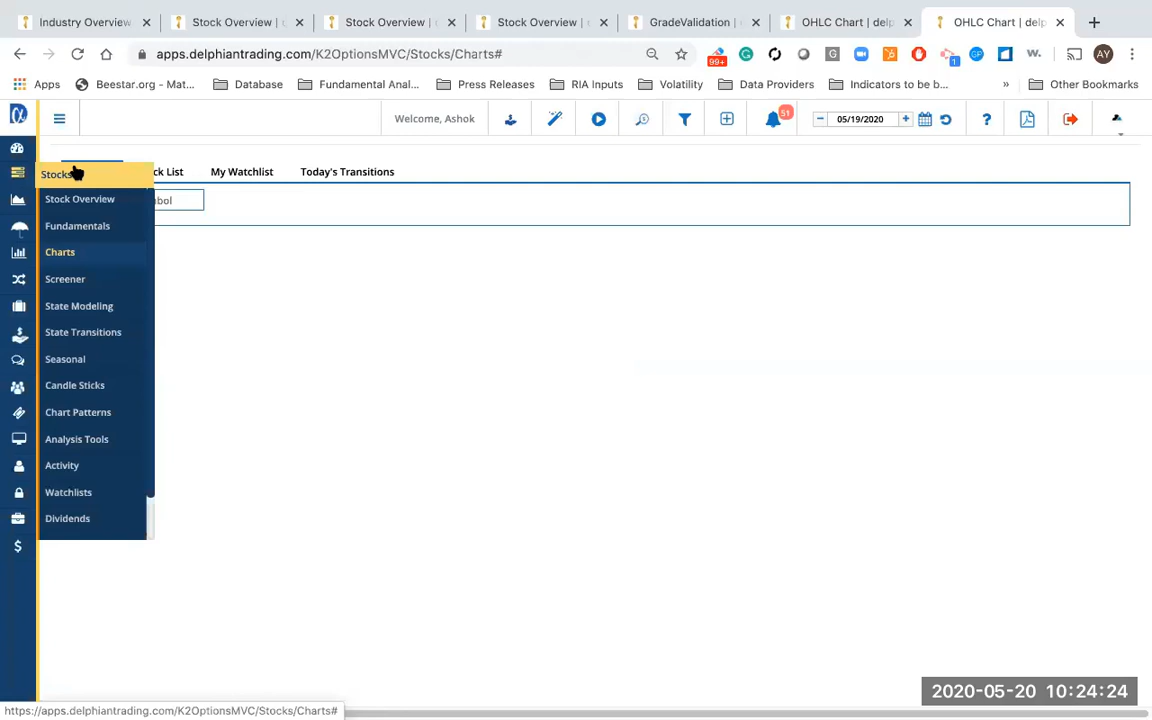 Industry Overview
Stock Overview |
Stock Overview |
Stock Overview |
GradeValidation |
OHLC Chart | delp
OHLC Chart | delp
apps.delphiantrading.com/K2OptionsMVC/Stocks/Charts#
99+
1
AY
Apps
Beestar.org - Mat...
Database
Fundamental Anal...
Press Releases
RIA Inputs
Volatility
Data Providers
Indicators to be b...
»
Other Bookmarks
Welcome, Ashok
51
05/19/2020
Stocks
ck List
My Watchlist
Today's Transitions
bol
Stock Overview
Fundamentals
Charts
Screener
State Modeling
State Transitions
Seasonal
Candle Sticks
Chart Patterns
Analysis Tools
Activity
Watchlists
Dividends
2020-05-20 10:24:24
https://apps.delphiantrading.com/K2OptionsMVC/Stocks/Charts#